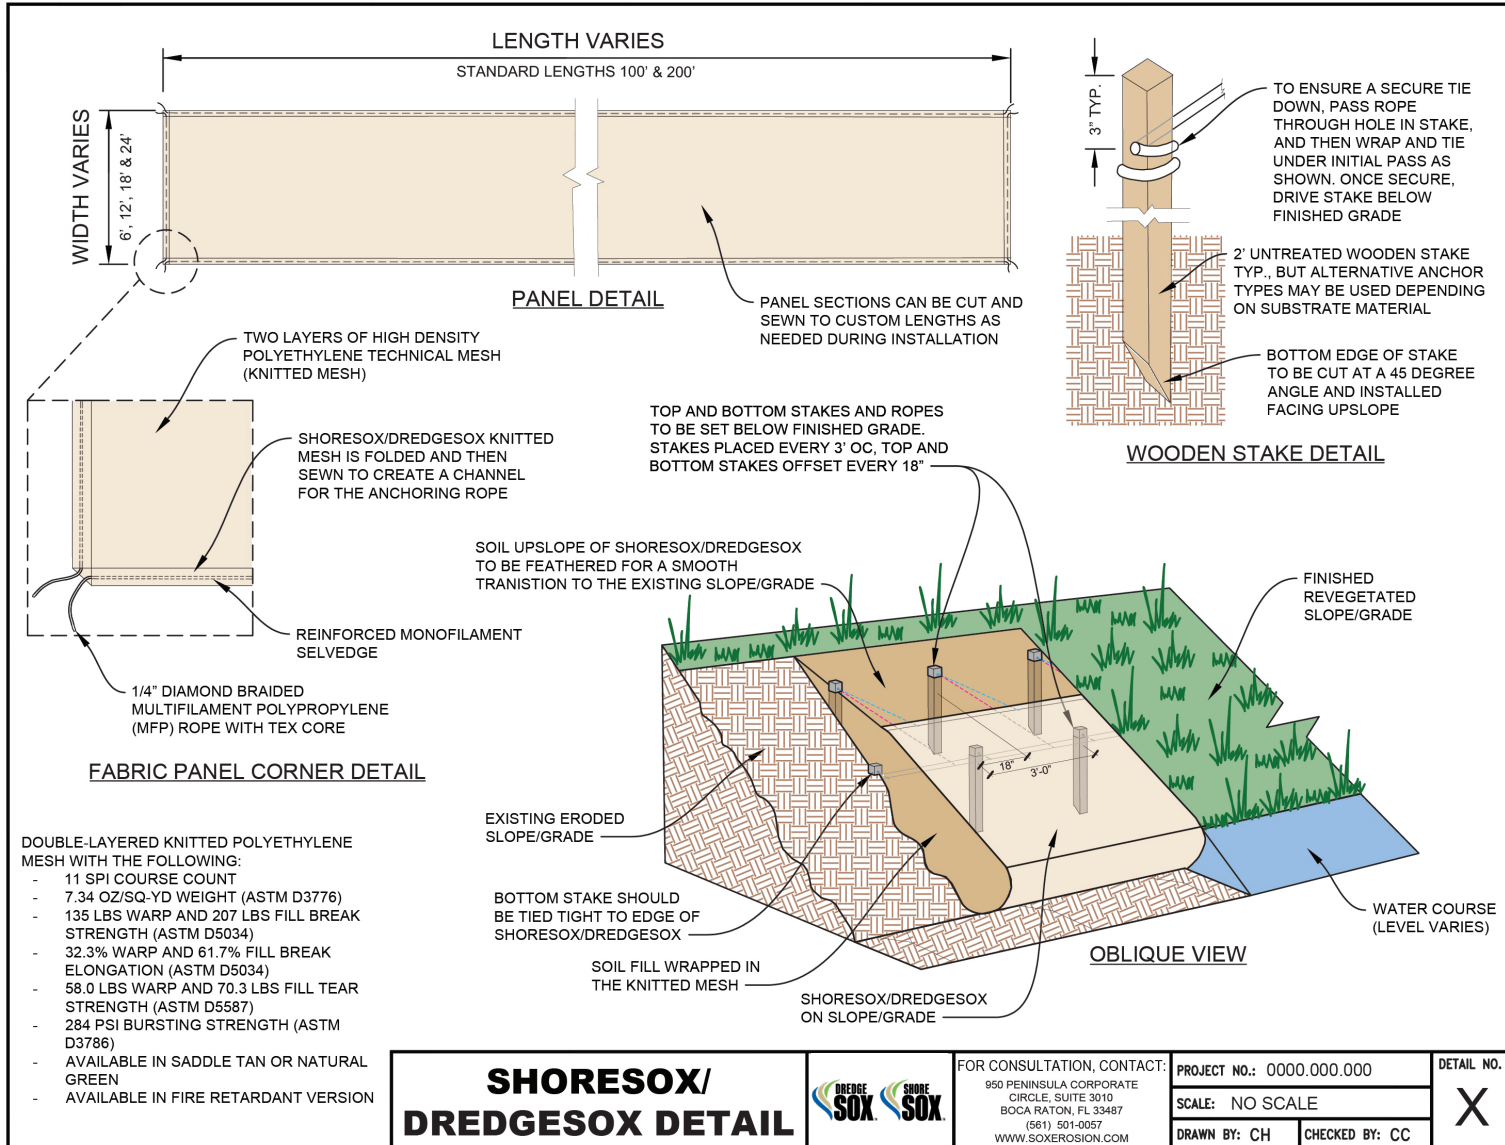 LENGTH VARIES
STANDARD LENGTHS 100' & 200'
WIDTH VARIES
6', 12', 18' & 24'
PANEL DETAIL
PANEL SECTIONS CAN BE CUT AND
SEWN TO CUSTOM LENGTHS AS
NEEDED DURING INSTALLATION
3" TYP.
TO ENSURE A SECURE TIE
DOWN, PASS ROPE
THROUGH HOLE IN STAKE,
AND THEN WRAP AND TIE
UNDER INITIAL PASS AS
SHOWN. ONCE SECURE,
DRIVE STAKE BELOW
FINISHED GRADE
2' UNTREATED WOODEN STAKE
TYP., BUT ALTERNATIVE ANCHOR
TYPES MAY BE USED DEPENDING
ON SUBSTRATE MATERIAL
BOTTOM EDGE OF STAKE
TO BE CUT AT A 45 DEGREE
ANGLE AND INSTALLED
FACING UPSLOPE
WOODEN STAKE DETAIL
TWO LAYERS OF HIGH DENSITY
POLYETHYLENE TECHNICAL MESH
(KNITTED MESH)
SHORESOX/DREDGESOX KNITTED
MESH IS FOLDED AND THEN
SEWN TO CREATE A CHANNEL
FOR THE ANCHORING ROPE
REINFORCED MONOFILAMENT
SELVEDGE
1/4" DIAMOND BRAIDED
MULTIFILAMENT POLYPROPYLENE
(MFP) ROPE WITH TEX CORE
FABRIC PANEL CORNER DETAIL
TOP AND BOTTOM STAKES AND ROPES
TO BE SET BELOW FINISHED GRADE.
STAKES PLACED EVERY 3' OC, TOP AND
BOTTOM STAKES OFFSET EVERY 18"
SOIL UPSLOPE OF SHORESOX/DREDGESOX
TO BE FEATHERED FOR A SMOOTH
TRANISTION TO THE EXISTING SLOPE/GRADE
FINISHED
REVEGETATED
SLOPE/GRADE
18"
3'-0"
EXISTING ERODED
SLOPE/GRADE
BOTTOM STAKE SHOULD
BE TIED TIGHT TO EDGE OF
SHORESOX/DREDGESOX
SOIL FILL WRAPPED IN
THE KNITTED MESH
SHORESOX/DREDGESOX
ON SLOPE/GRADE
WATER COURSE
(LEVEL VARIES)
OBLIQUE VIEW
DOUBLE-LAYERED KNITTED POLYETHYLENE
MESH WITH THE FOLLOWING:
- 11 SPI COURSE COUNT
- 7.34 OZ/SQ-YD WEIGHT (ASTM D3776)
- 135 LBS WARP AND 207 LBS FILL BREAK
STRENGTH (ASTM D5034)
- 32.3% WARP AND 61.7% FILL BREAK
ELONGATION (ASTM D5034)
- 58.0 LBS WARP AND 70.3 LBS FILL TEAR
STRENGTH (ASTM D5587)
- 284 PSI BURSTING STRENGTH (ASTM
D3786)
- AVAILABLE IN SADDLE TAN OR NATURAL
GREEN
- AVAILABLE IN FIRE RETARDANT VERSION
SHORESOX/
DREDGESOX DETAIL
DREDGE
SOX
SHORE
SOX
FOR CONSULTATION, CONTACT:
950 PENINSULA CORPORATE
CIRCLE, SUITE 3010
BOCA RATON, FL 33487
(561) 501-0057
WWW.SOXEROSION.COM
PROJECT NO.: 0000.000.000
SCALE: NO SCALE
DRAWN BY: CH
CHECKED BY: CC
DETAIL NO.
X